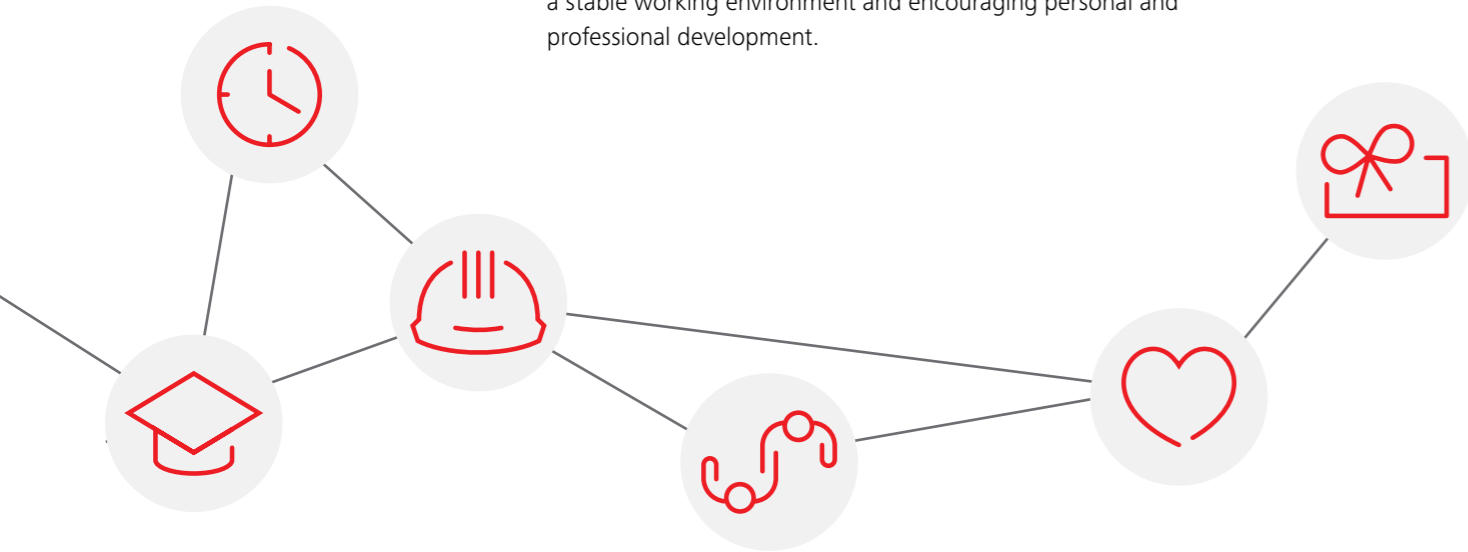 a stable working environment and encouraging personal and
professional development.